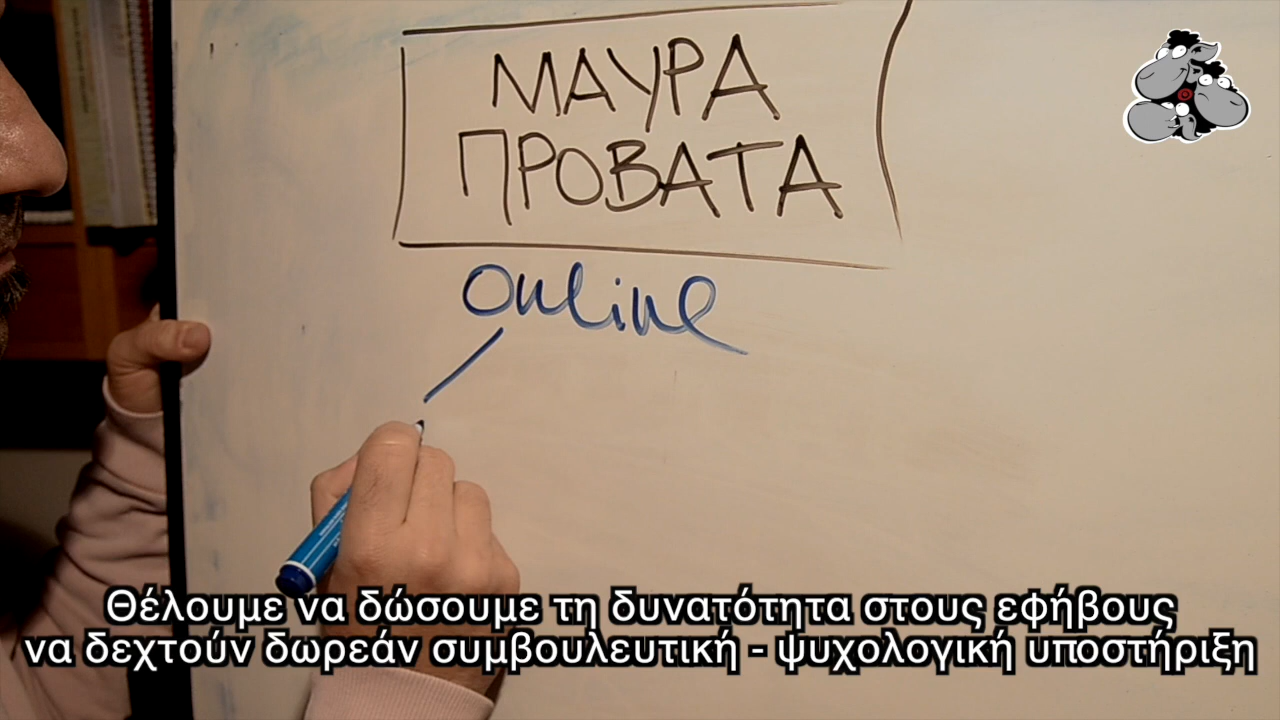 ΜΑΥΡΑ
ΠΡΟΒΑΤΑ
online
Θέλουμε να δώσουμε τη δυνατότητα στους εφήβους
να δεχτούν δωρεάν συμβουλευτική - ψυχολογική υποστήριξη